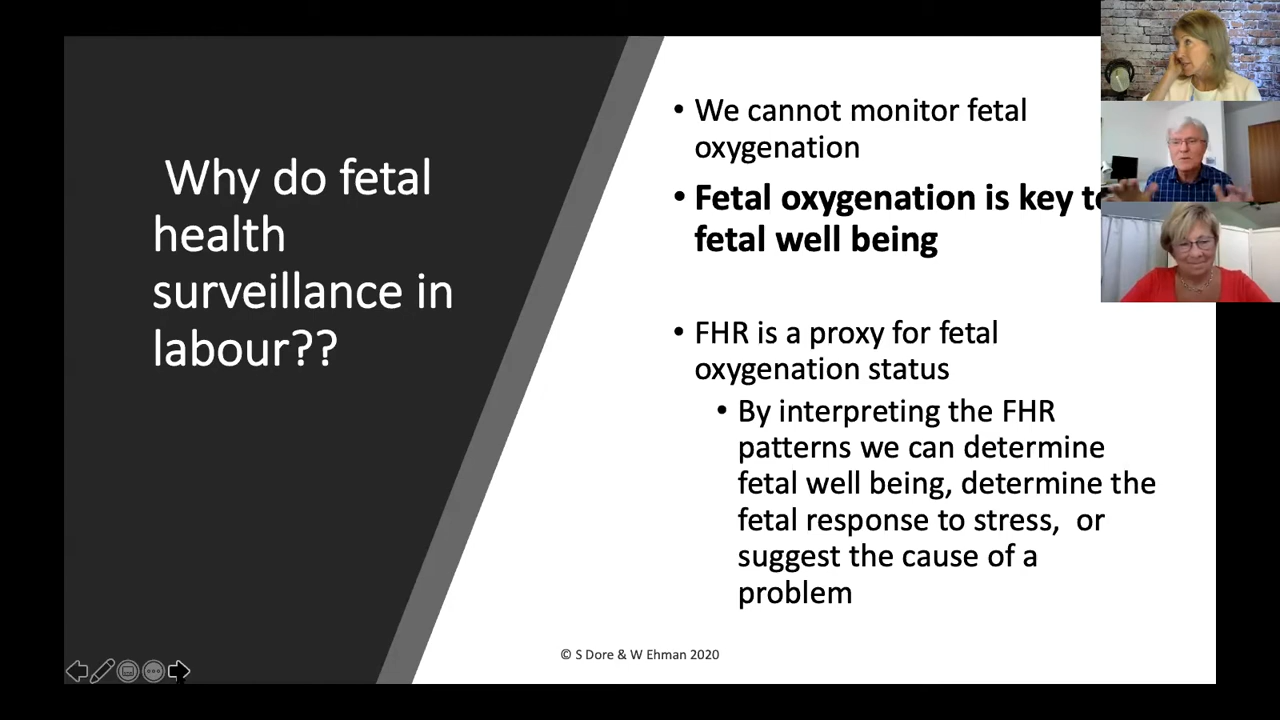 Why do fetal
health
surveillance in
labour??
• We cannot monitor fetal
oxygenation
• Fetal oxygenation is key to
fetal well being
• FHR is a proxy for fetal
oxygenation status
• By interpreting the FHR
patterns we can determine
fetal well being, determine the
fetal response to stress, or
suggest the cause of a
problem
© S Dore & W Ehman 2020